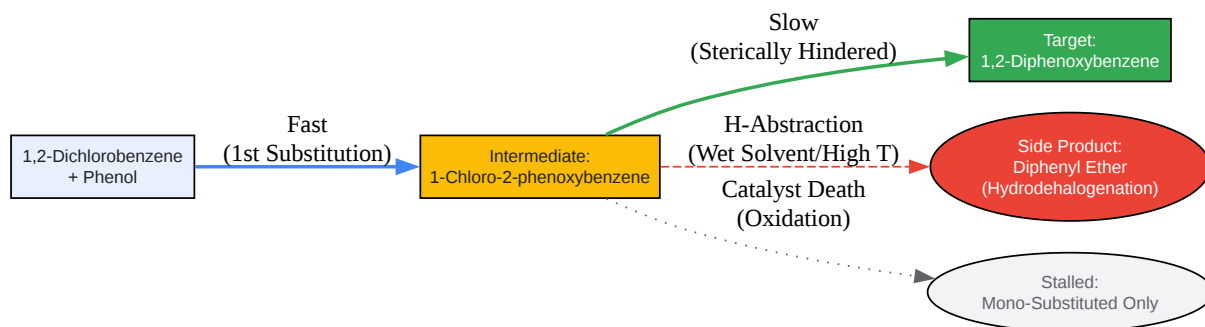 1,2-Dichlorobenzene
+ Phenol
Fast
(1st Substitution)
Intermediate:
1-Chloro-2-phenoxybenzene
Slow
(Sterically Hindered)
Target:
1,2-Diphenoxybenzene
H-Abstraction
(Wet Solvent/High T)
Side Product:
Diphenyl Ether
(Hydrodehalogenation)
Catalyst Death
(Oxidation)
Stalled:
Mono-Substituted Only